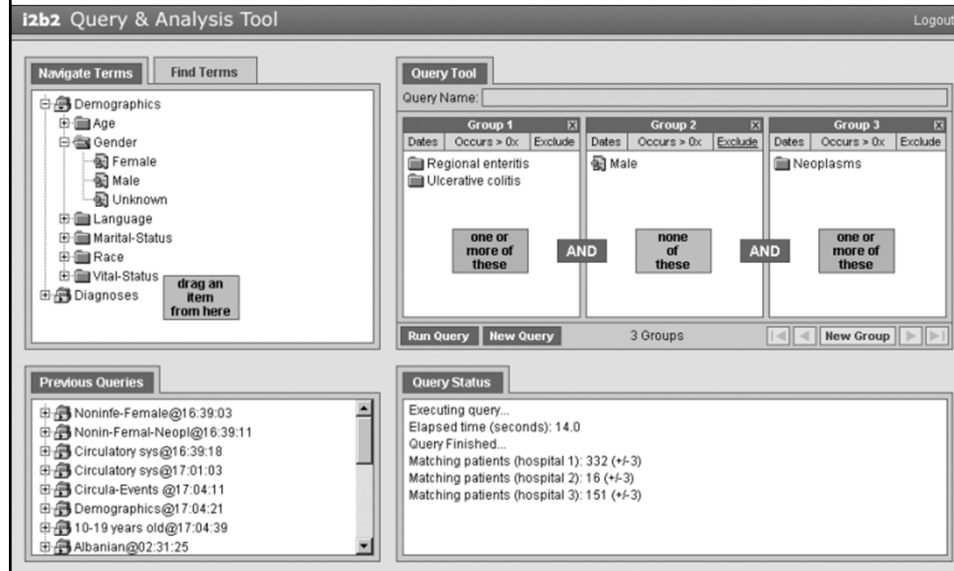 i2b2 Query & Analysis Tool
Logout
Navigate Terms
Find Terms
Demographics
Age
Gender
Female
Male
Unknown
Language
Marital-Status
Race
Vital-Status
Diagnoses
drag an
item
from here
Query Tool
Query Name:
Group 1
Dates Occurs > 0x Exclude
Regional enteritis
Ulcerative colitis
one or
more of
these
AND
Group 2
Dates Occurs > 0x Exclude
Male
none
of
these
AND
Group 3
Dates Occurs > 0x Exclude
Neoplasms
one or
more of
these
Run Query New Query 3 Groups New Group
Previous Queries
Noninfe-Female@16:39:03
Nonin-Femal-Neopl@16:39:11
Circulatory sys@16:39:18
Circulatory sys@17:01:03
Circula-Events @17:04:11
Demographics@17:04:21
10-19 years old@17:04:39
Albanian@02:31:25
Query Status
Executing query...
Elapsed time (seconds): 14.0
Query Finished...
Matching patients (hospital 1): 332 (+/-3)
Matching patients (hospital 2): 16 (+/-3)
Matching patients (hospital 3): 151 (+/-3)